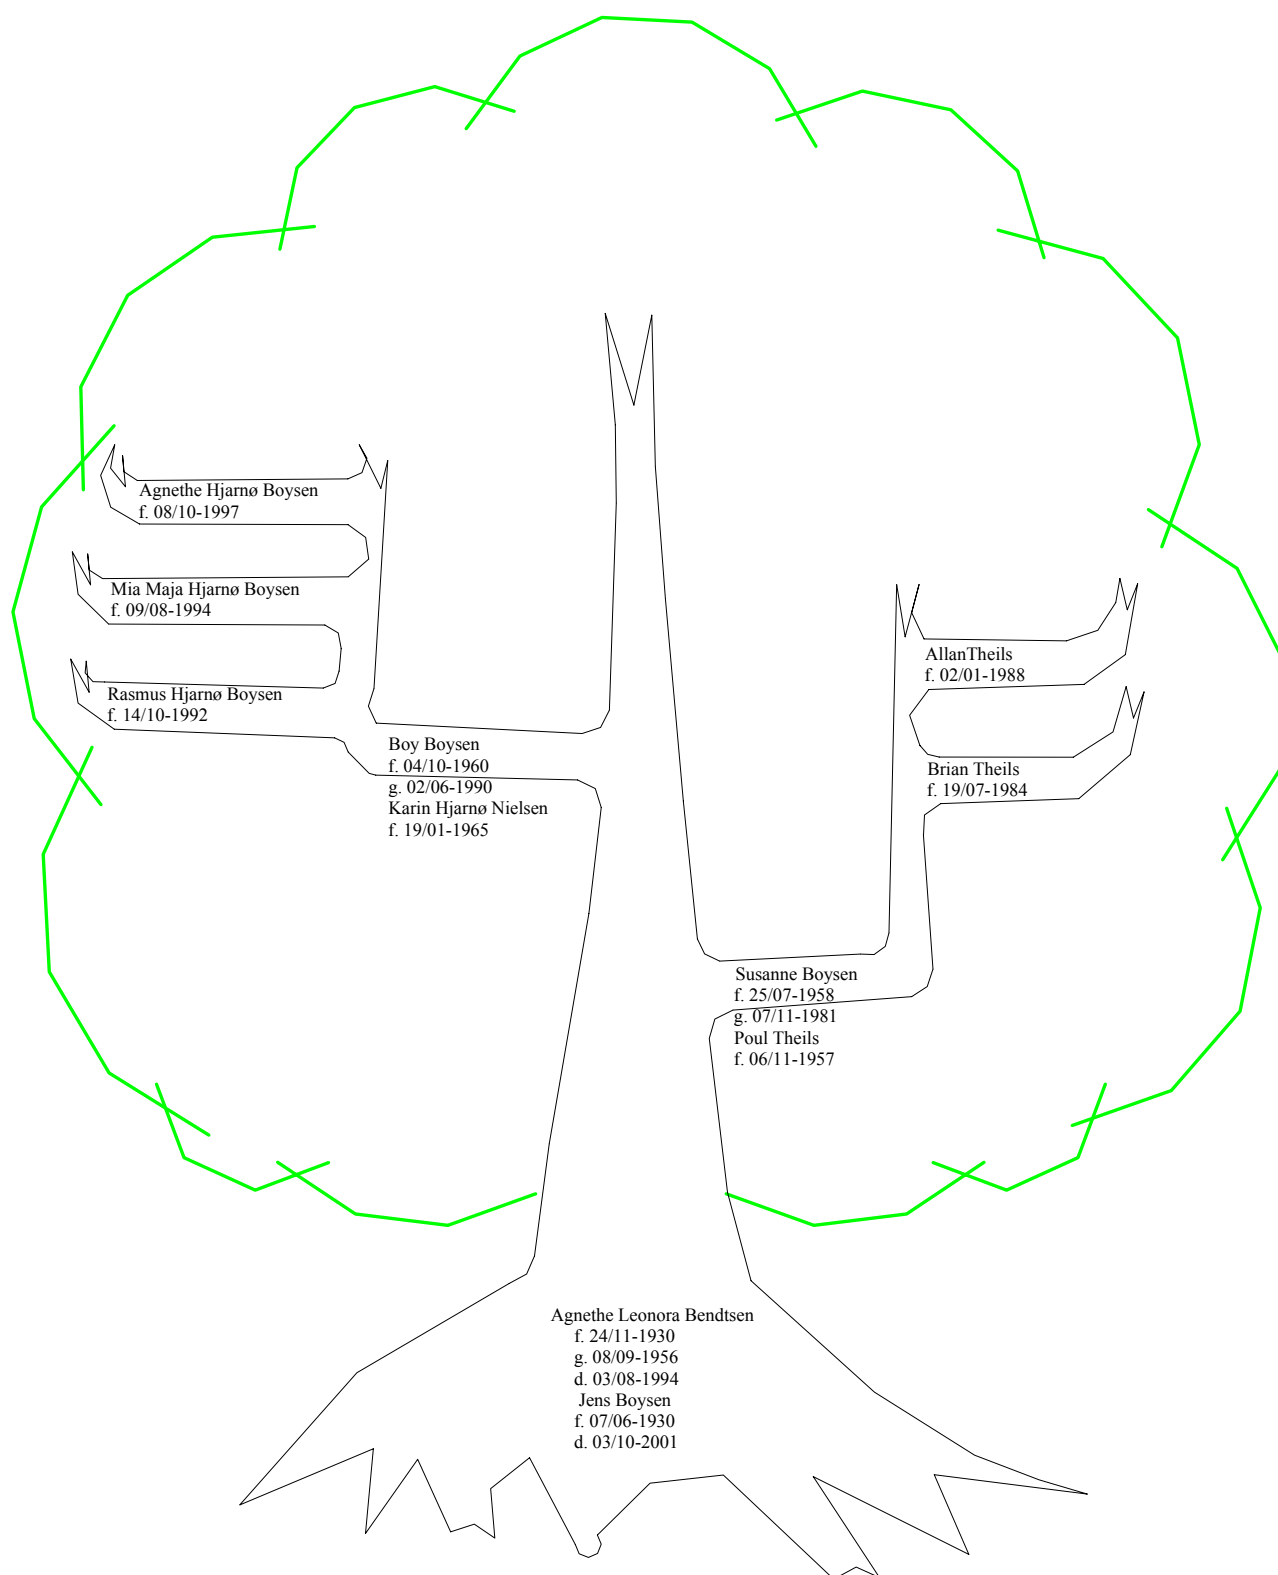 Agnethe Hjarnø Boysen
f. 08/10-1997
Mia Maja Hjarnø Boysen
f. 09/08-1994
Rasmus Hjarnø Boysen
f. 14/10-1992
Boy Boysen
f. 04/10-1960
g. 02/06-1990
Karin Hjarnø Nielsen
f. 19/01-1965
AllanTheils
f. 02/01-1988
Brian Theils
f. 19/07-1984
Susanne Boysen
f. 25/07-1958
g. 07/11-1981
Poul Theils
f. 06/11-1957
Agnethe Leonora Bendtsen
f. 24/11-1930
g. 08/09-1956
d. 03/08-1994
Jens Boysen
f. 07/06-1930
d. 03/10-2001